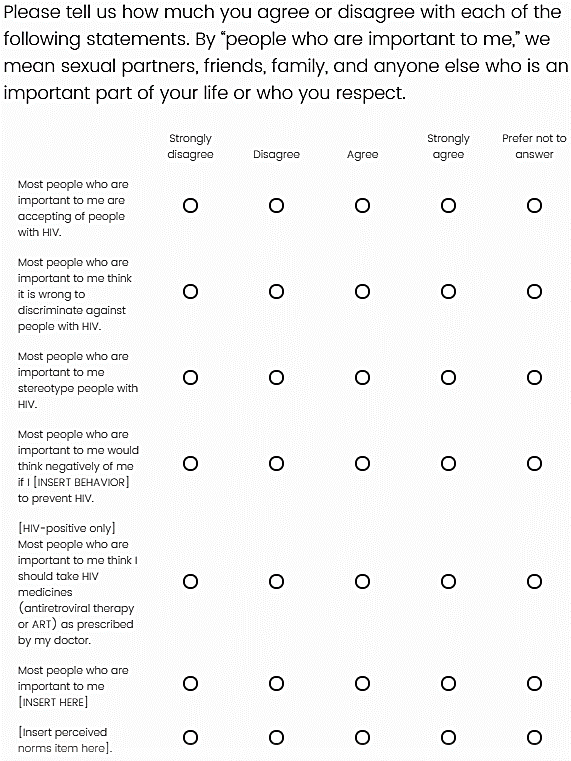 Please tell us how much you agree or disagree with each of the
following statements. By “people who are important to me,” we
mean sexual partners, friends, family, and anyone else who is an
important part of your life or who you respect.
Strongly
disagree
Disagree
Agree
Strongly
agree
Prefer not to
answer
Most people who are
important to me are
accepting of people
with HIV.
Most people who are
important to me think
it is wrong to
discriminate against
people with HIV.
Most people who are
important to me
stereotype people with
HIV.
Most people who are
important to me would
think negatively of me
if I [INSERT BEHAVIOR]
to prevent HIV.
[HIV-positive only]
Most people who are
important to me think I
should take HIV
medicines
(antiretroviral therapy
or ART) as prescribed
by my doctor.
Most people who are
important to me
[INSERT HERE]
[Insert perceived
norms item here].